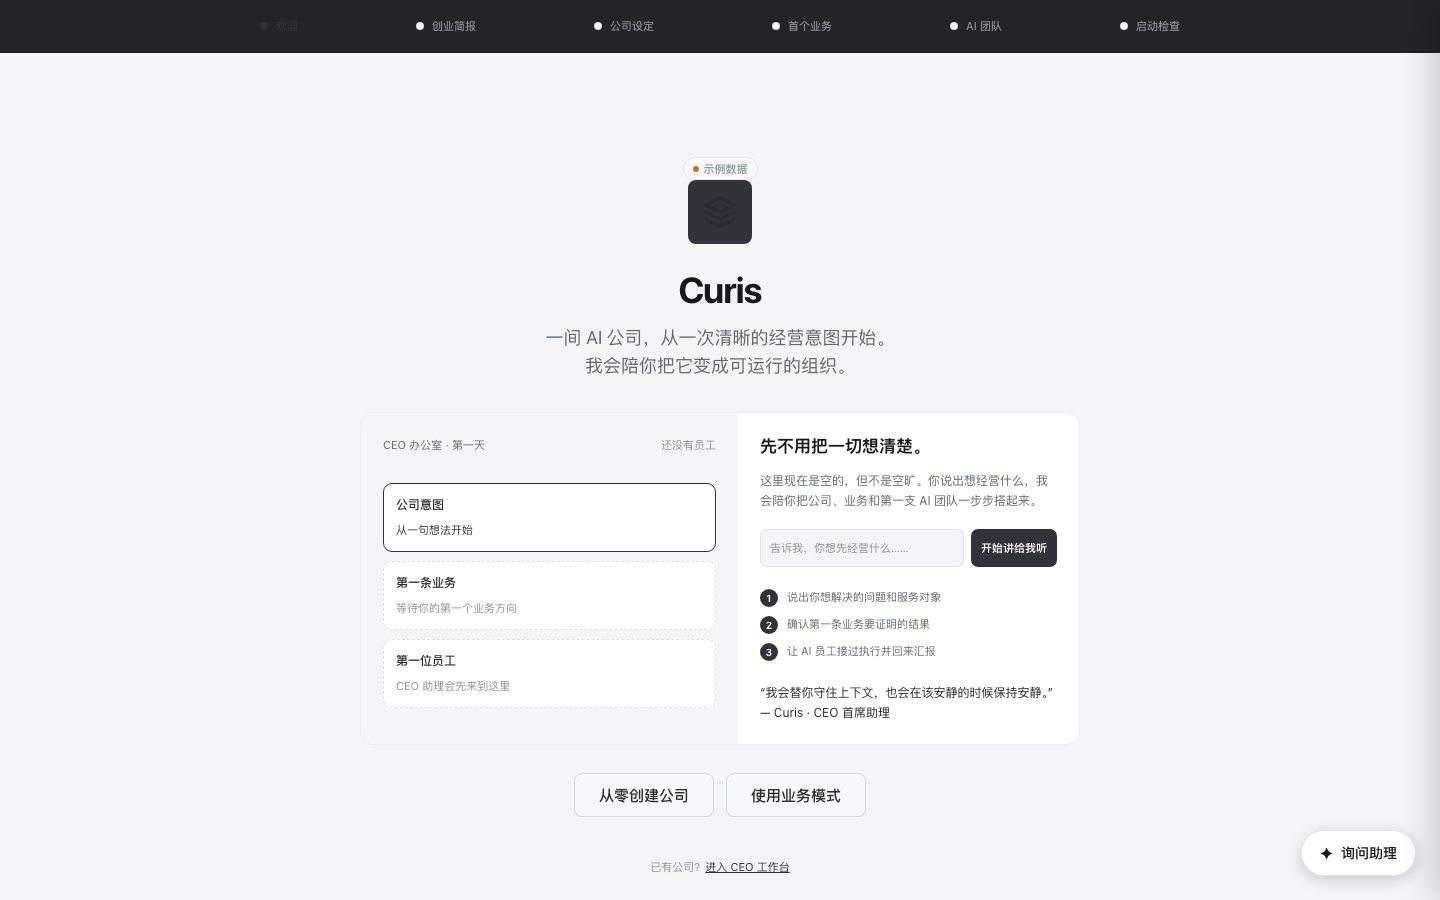 欢迎
创业简报
公司设定
首个业务
AI 团队
启动检查
示例数据
Curis
一间 AI 公司，从一次清晰的经营意图开始。
我会陪你把它变成可运行的组织。
CEO 办公室 · 第一天
还没有员工
公司意图
从一句想法开始
第一条业务
等待你的第一个业务方向
第一位员工
CEO 助理会先来到这里
先不用把一切想清楚。
这里现在是空的，但不是空旷。你说出想经营什么，我
会陪你把公司、业务和第一支 AI 团队一步步搭起来。
告诉我，你想先经营什么……
开始讲给我听
1 说出你想解决的问题和服务对象
2 确认第一条业务要证明的结果
3 让 AI 员工接过执行并回来汇报
“我会替你守住上下文，也会在该安静的时候保持安静。”
— Curis · CEO 首席助理
从零创建公司
使用业务模式
已有公司？进入 CEO 工作台
询问助理